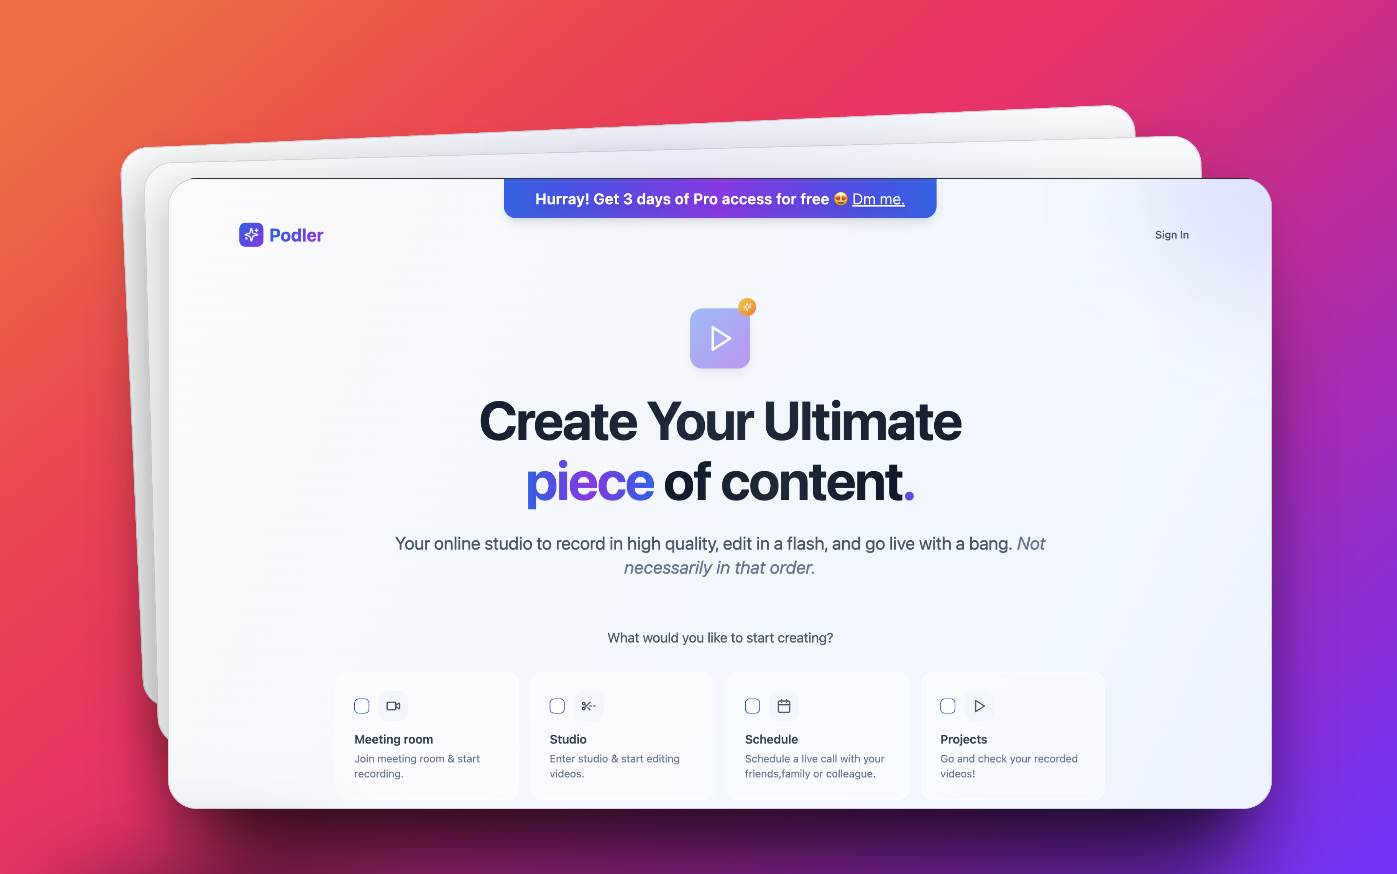 Hurray! Get 3 days of Pro access for free 😍 Dm me.
Podler
Sign In
Create Your Ultimate
piece of content.
Your online studio to record in high quality, edit in a flash, and go live with a bang. Not
necessarily in that order.
What would you like to start creating?
Meeting room
Join meeting room & start
recording.
Studio
Enter studio & start editing
videos.
Schedule
Schedule a live call with your
friends,family or colleague.
Projects
Go and check your recorded
videos!